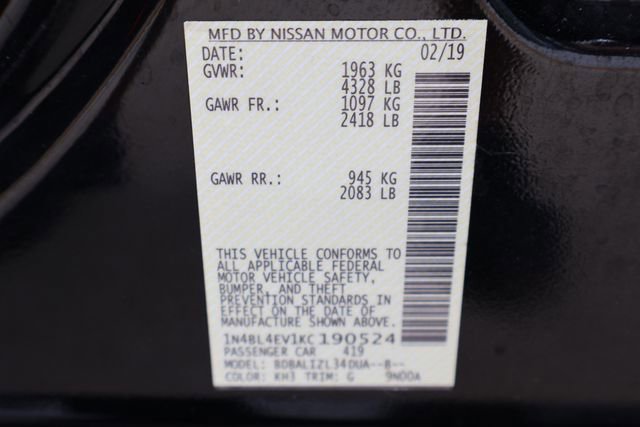 MFD BY NISSAN MOTOR CO., LTD.
DATE: 02/19
GVWR: 1963 KG
4328 LB
GAWR FR.: 1097 KG
2418 LB
GAWR RR.: 945 KG
2083 LB
THIS VEHICLE CONFORMS TO
ALL APPLICABLE FEDERAL
MOTOR VEHICLE SAFETY,
BUMPER, AND THEFT
PREVENTION STANDARDS IN
EFFECT ON THE DATE OF
MANUFACTURE SHOWN ABOVE.
1N4BL4EV1KC190524
PASSENGER CAR 419
MODEL: BDBALIZL34DUA--B--
COLOR: KH3 TRIM: G 9N00A